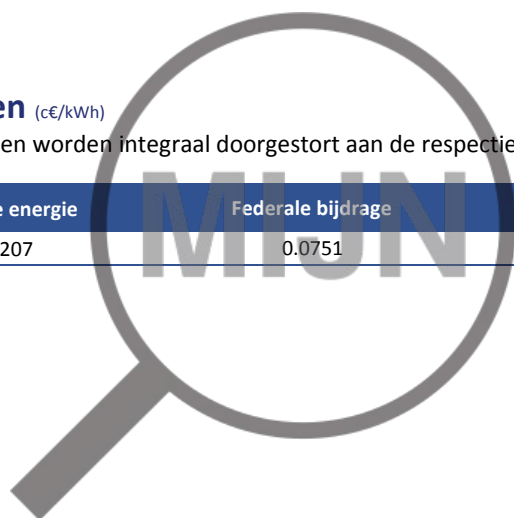 en (c€/kWh)
en worden integraal doorgestort aan de respectie
e energie Federale bijdrage
207 0.0751
MIJN